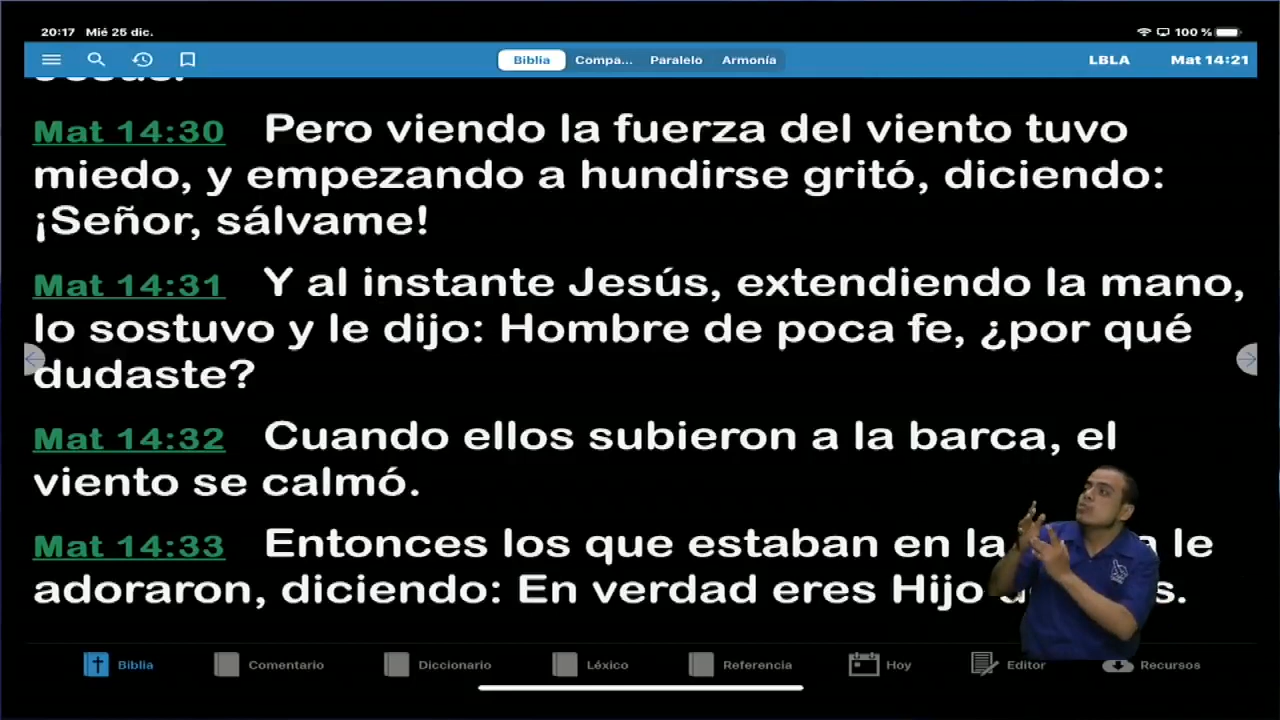 20:17 Mié 25 dic.
100 %
Biblia Compa... Paralelo Armonía
LBLA Mat 14:21
Mat 14:30 Pero viendo la fuerza del viento tuvo
miedo, y empezando a hundirse gritó, diciendo:
¡Señor, sálvame!
Mat 14:31 Y al instante Jesús, extendiendo la mano,
lo sostuvo y le dijo: Hombre de poca fe, ¿por qué
dudaste?
Mat 14:32 Cuando ellos subieron a la barca, el
viento se calmó.
Mat 14:33 Entonces los que estaban en la le
adoraron, diciendo: En verdad eres Hijo
Biblia Comentario Diccionario Léxico Referencia Hoy Editor Recursos